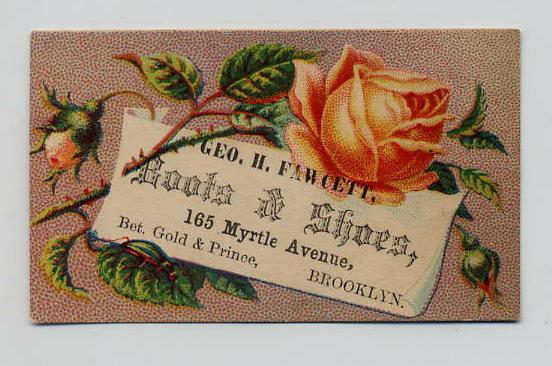 GEO. H. FAWCETT,
Boots & Shoes,
165 Myrtle Avenue,
Bet. Gold & Prince,
BROOKLYN.